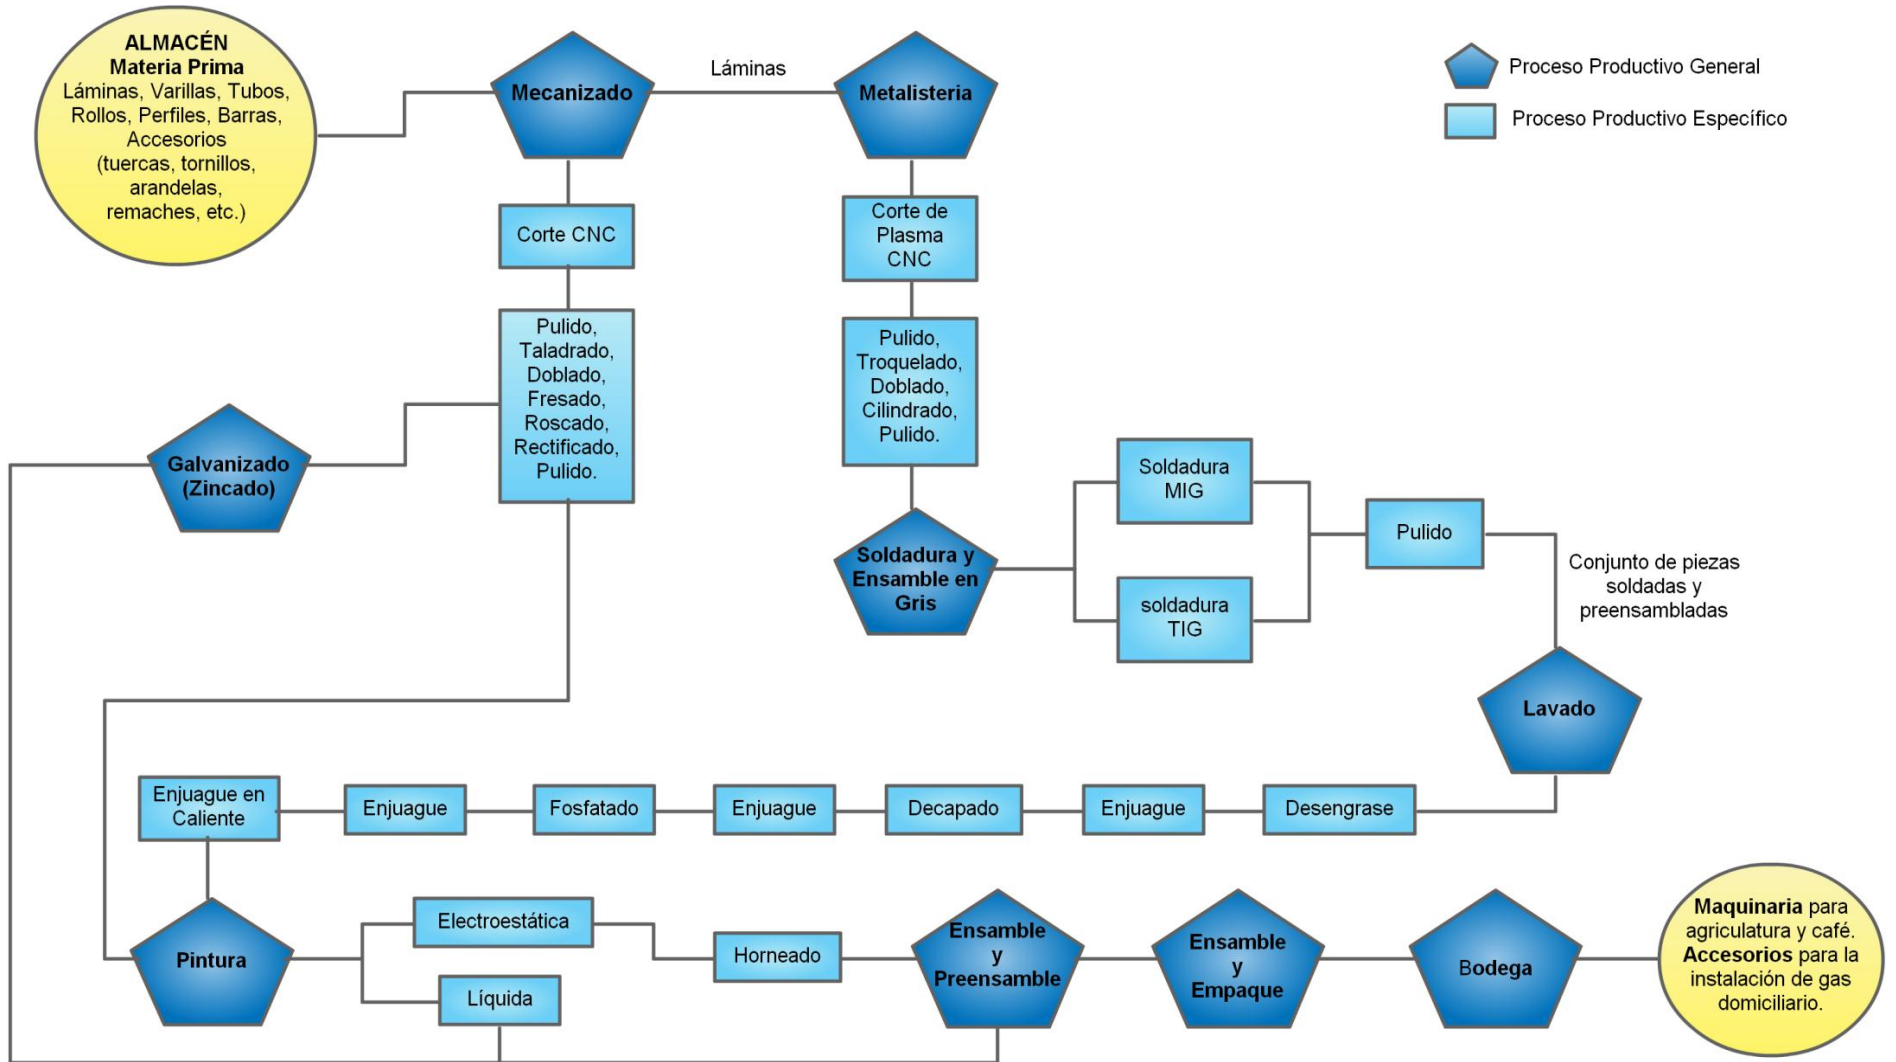 ALMACÉN
Materia Prima
Láminas, Varillas, Tubos,
Rollos, Perfiles, Barras,
Accesorios
(tuercas, tornillos,
arandelas,
remaches, etc.)
Mecanizado
Láminas
Metalisteria
Proceso Productivo General
Proceso Productivo Específico
Corte CNC
Corte de
Plasma
CNC
Pulido,
Taladrado,
Doblado,
Fresado,
Roscado,
Rectificado,
Pulido.
Pulido,
Troquelado,
Doblado,
Cilindrado,
Pulido.
Galvanizado
(Zincado)
Soldadura y
Ensamble en
Gris
Soldadura
MIG
soldadura
TIG
Pulido
Conjunto de piezas
soldadas y
preensambladas
Lavado
Enjuague en
Caliente
Enjuague
Fosfatado
Enjuague
Decapado
Enjuague
Desengrase
Pintura
Electroestática
Líquida
Horneado
Ensamble
y
Preensamble
Ensamble
y
Empaque
Bodega
Maquinaria para
agriculatura y café.
Accesorios para la
instalación de gas
domiciliario.